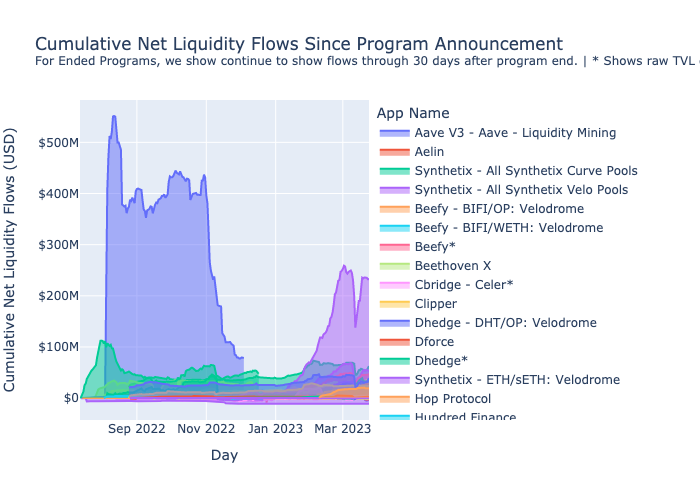 Cumulative Net Liquidity Flows Since Program Announcement
For Ended Programs, we show continue to show flows through 30 days after program end. | * Shows raw TVL
App Name
Aave V3 - Aave - Liquidity Mining
Aelin
Synthetix - All Synthetix Curve Pools
Synthetix - All Synthetix Velo Pools
Beefy - BIFI/OP: Velodrome
Beefy - BIFI/WETH: Velodrome
Beefy*
Beethoven X
Cbridge - Celer*
Clipper
Dhedge - DHT/OP: Velodrome
Dforce
Dhedge*
Synthetix - ETH/sETH: Velodrome
Hop Protocol
Hundred Finance
Cumulative Net Liquidity Flows (USD)
$500M
$400M
$300M
$200M
$100M
$0
Sep 2022
Nov 2022
Jan 2023
Mar 2023
Day